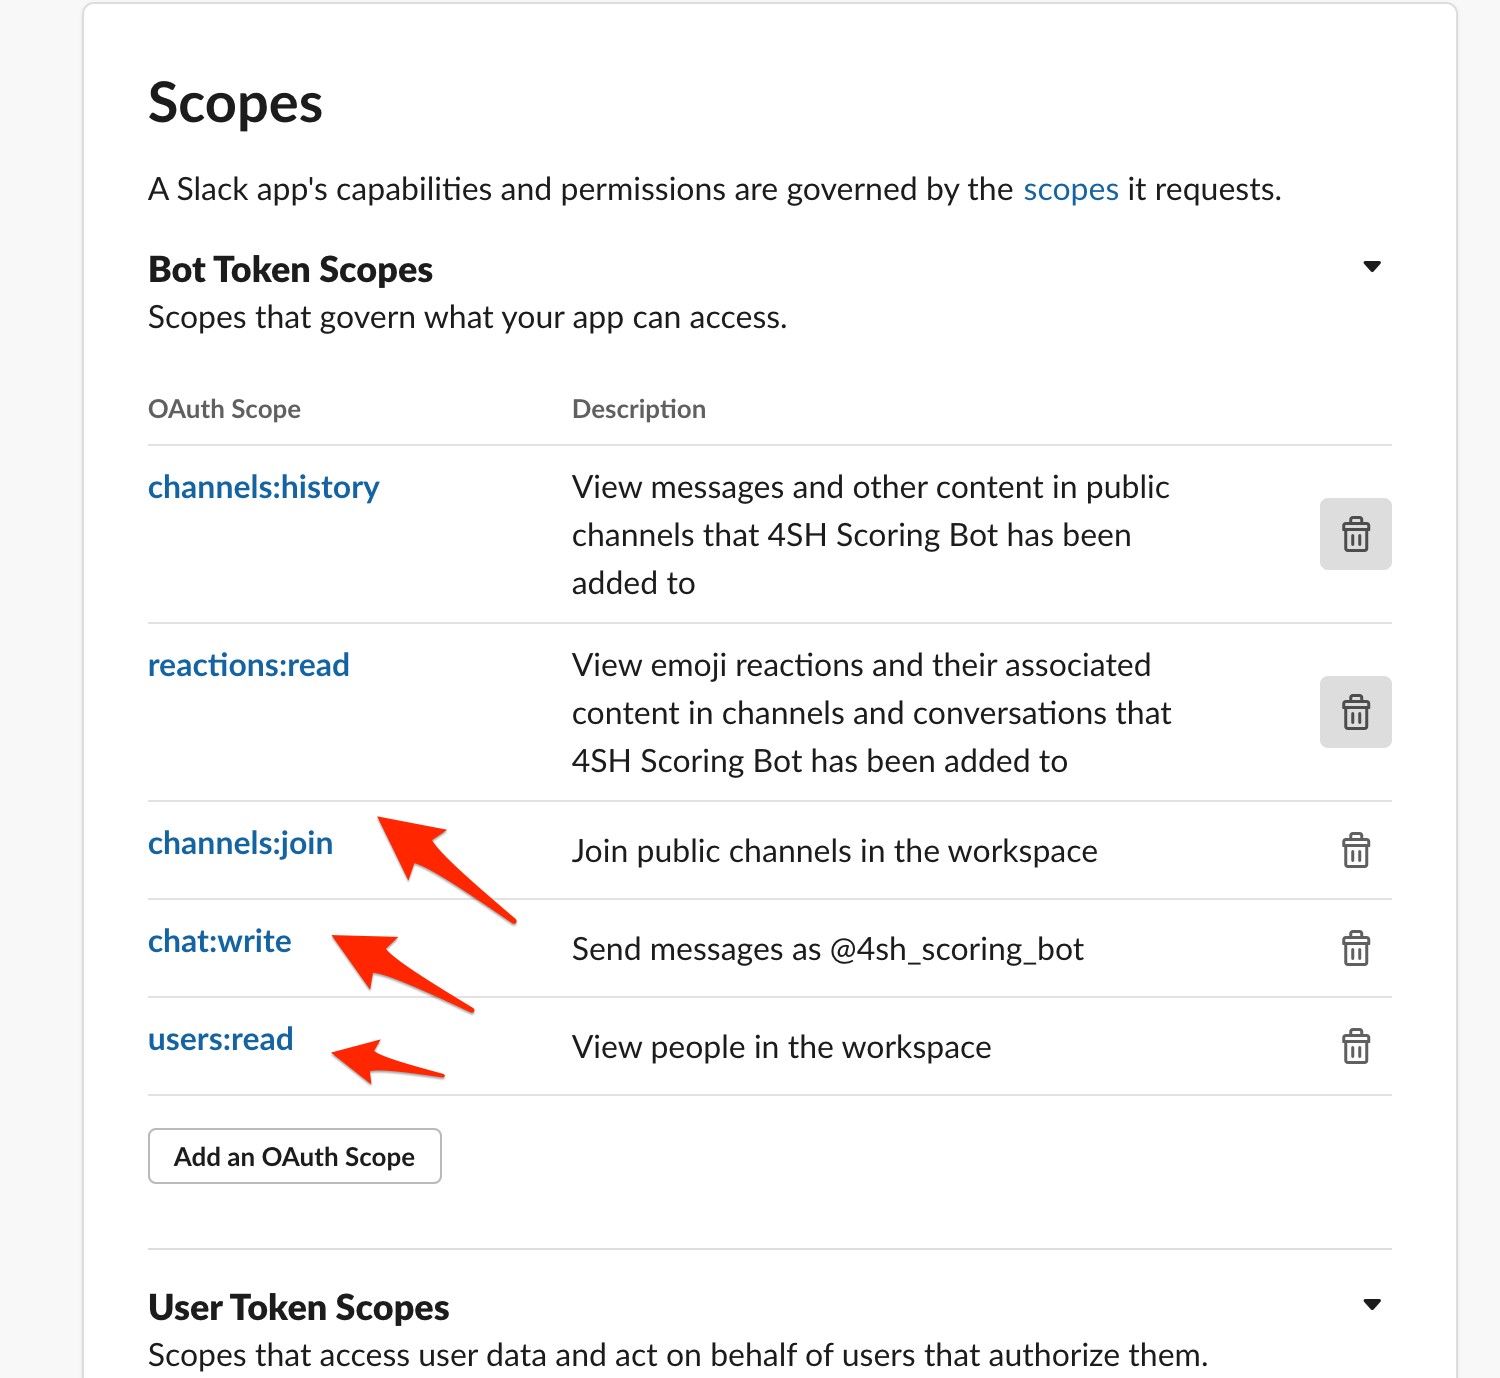 Scopes
A Slack app's capabilities and permissions are governed by the scopes it requests.
Bot Token Scopes
Scopes that govern what your app can access.
OAuth Scope Description
channels:history View messages and other content in public
channels that 4SH Scoring Bot has been
added to
reactions:read View emoji reactions and their associated
content in channels and conversations that
4SH Scoring Bot has been added to
channels:join Join public channels in the workspace
chat:write Send messages as @4sh_scoring_bot
users:read View people in the workspace
Add an OAuth Scope
User Token Scopes
Scopes that access user data and act on behalf of users that authorize them.